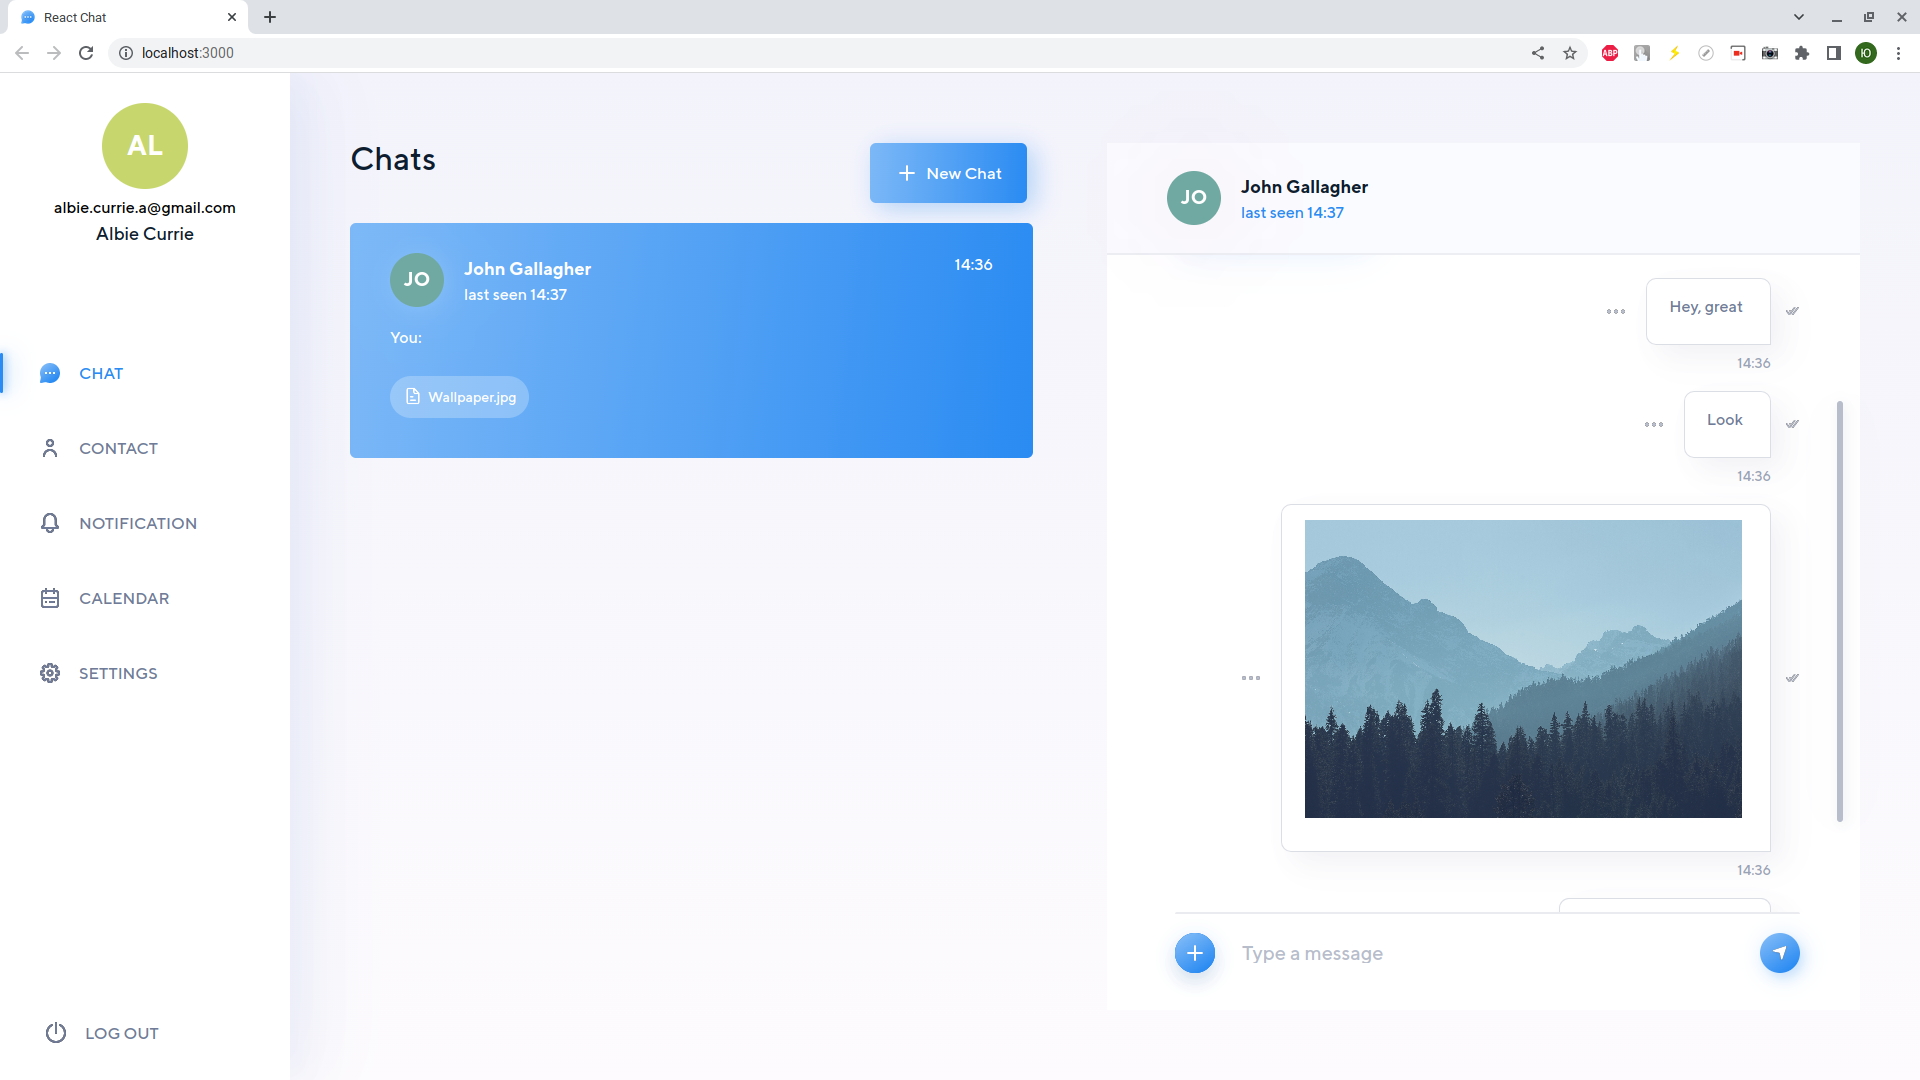 React Chat
localhost:3000
ABP
Ю
AL
albie.currie.a@gmail.com
Albie Currie
CHAT
CONTACT
NOTIFICATION
CALENDAR
SETTINGS
LOG OUT
Chats
New Chat
JO
John Gallagher
last seen 14:37
14:36
You:
Wallpaper.jpg
JO
John Gallagher
last seen 14:37
Hey, great
14:36
Look
14:36
14:36
Type a message